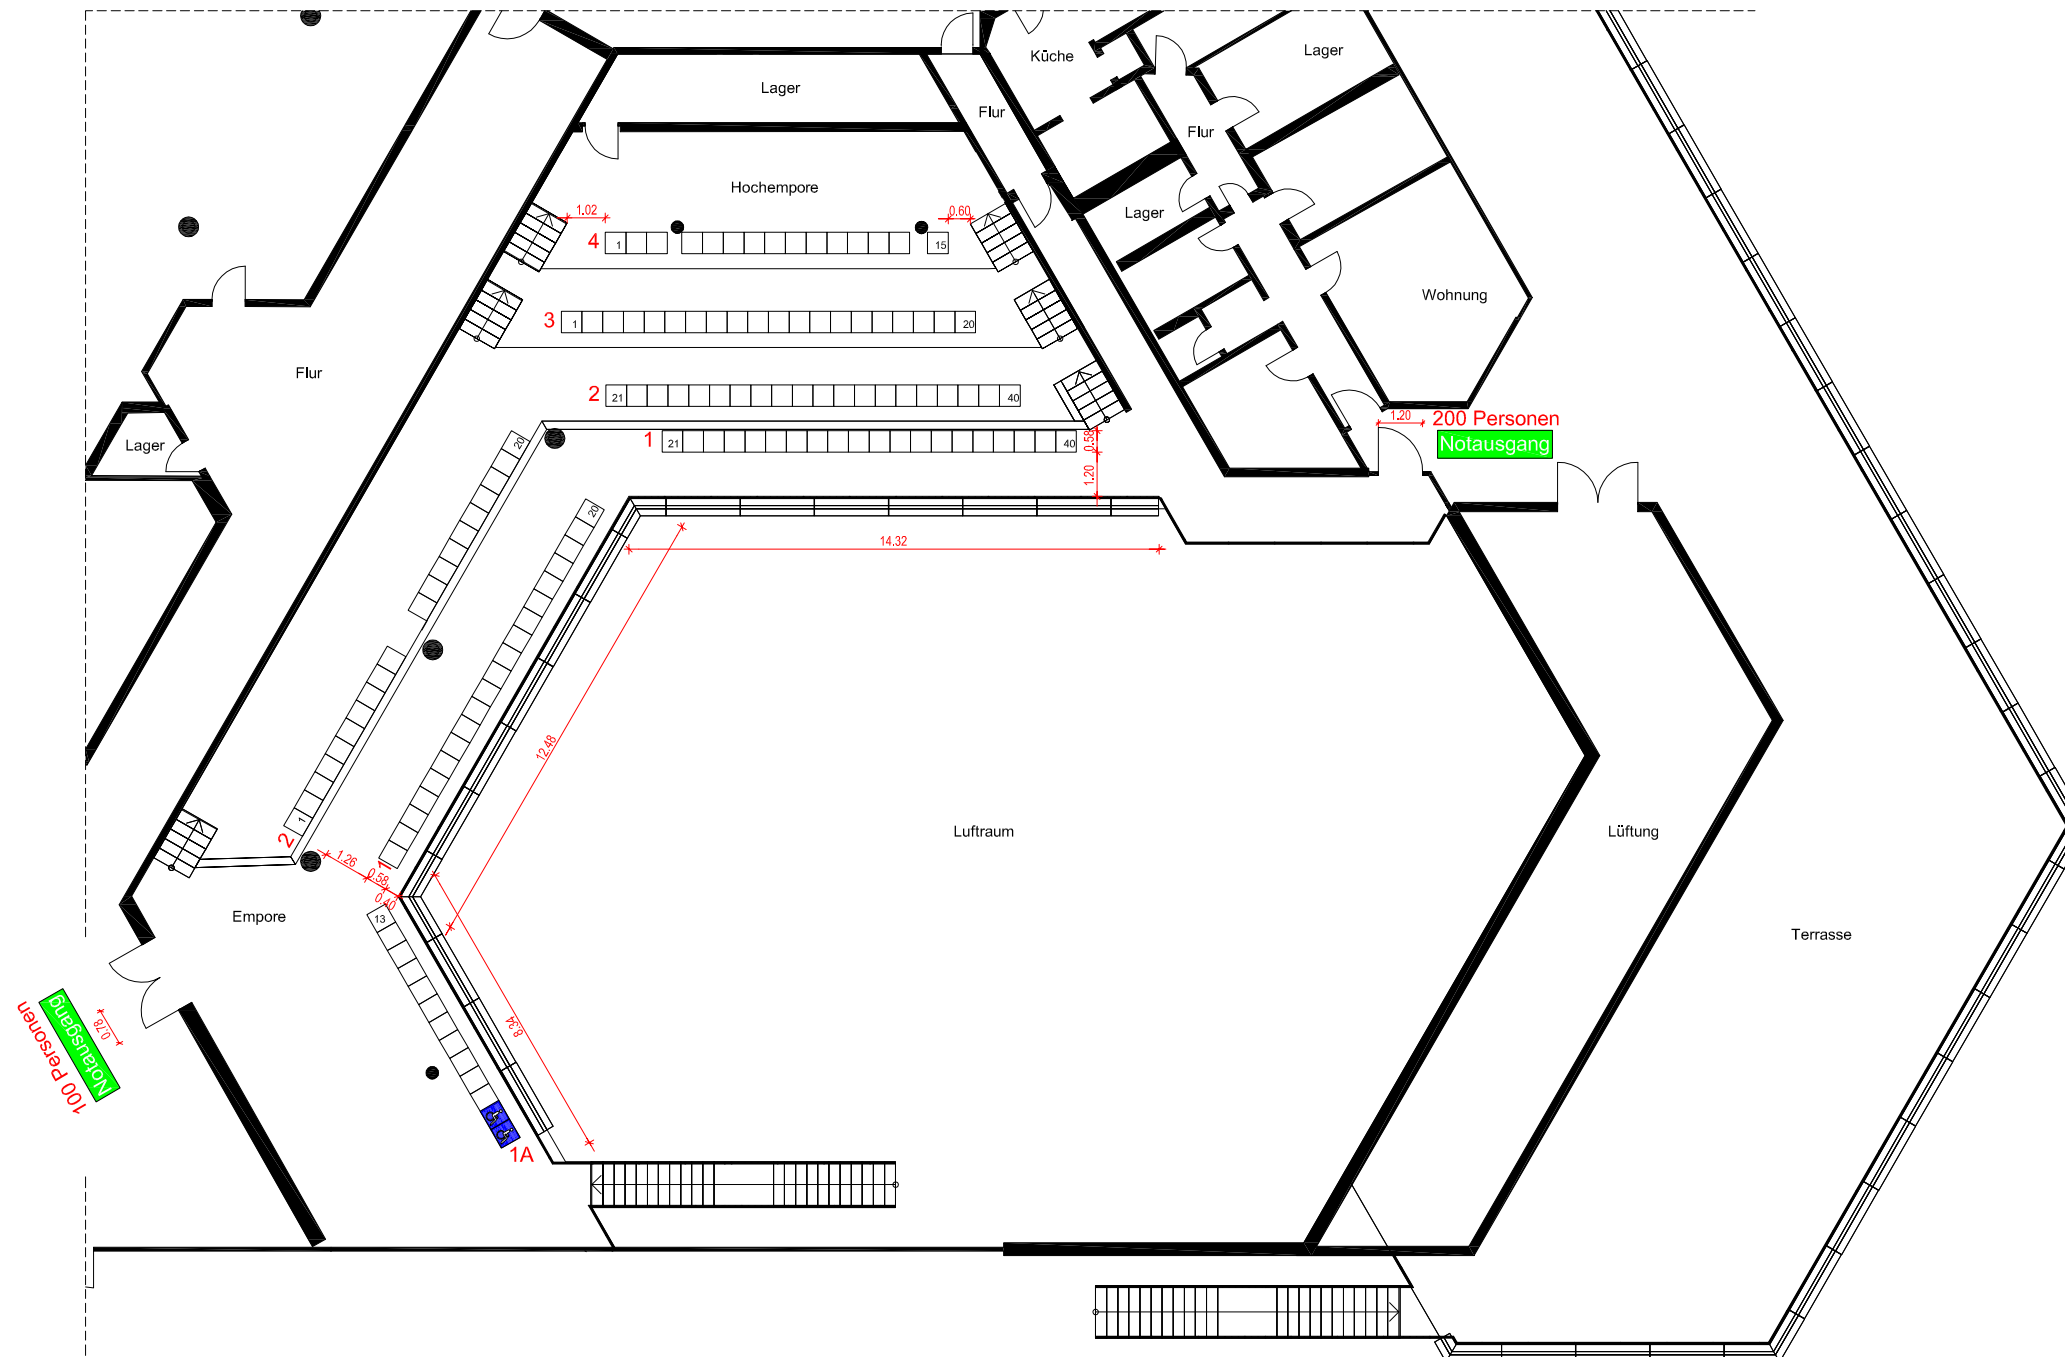 Küche
Lager
Lager
Flur
Flur
Hochempore
Lager
1.02
0.60
4
1
15
Wohnung
3
1
20
Flur
2
21
40
1.20
200 Personen
Notausgang
1
21
40
0.58
1.20
Lager
20
20
14.32
12.48
Luftraum
Lüftung
1
2
1
1.26
0.58
0.40
Empore
13
Terrasse
8.34
0.78
Notausgang
100 Personen
1A